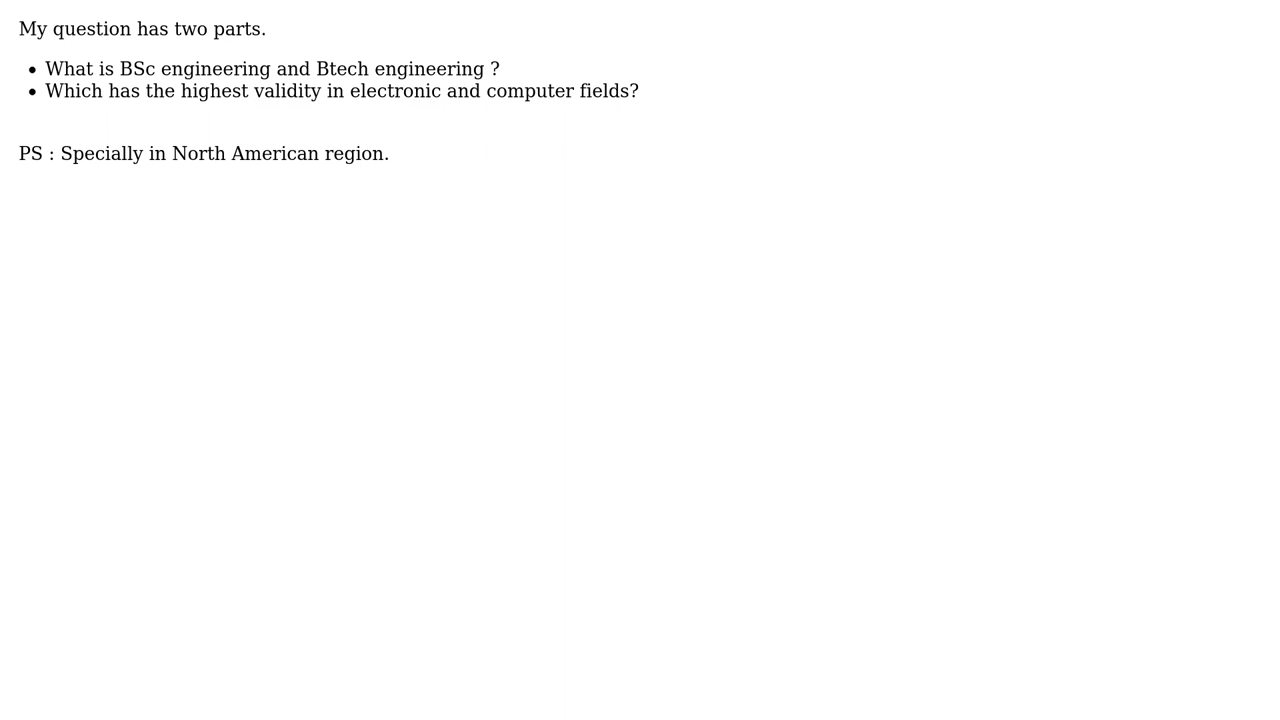 My question has two parts.
• What is BSc engineering and Btech engineering ?
• Which has the highest validity in electronic and computer fields?
PS : Specially in North American region.